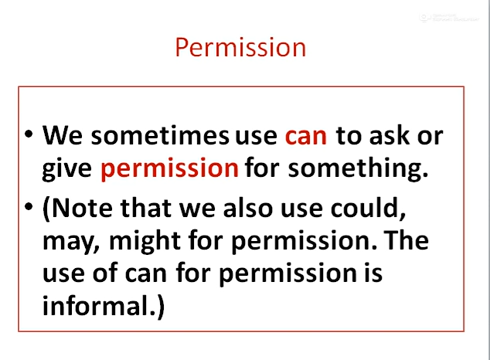 Permission
• We sometimes use can to ask or
give permission for something.
• (Note that we also use could,
may, might for permission. The
use of can for permission is
informal.)